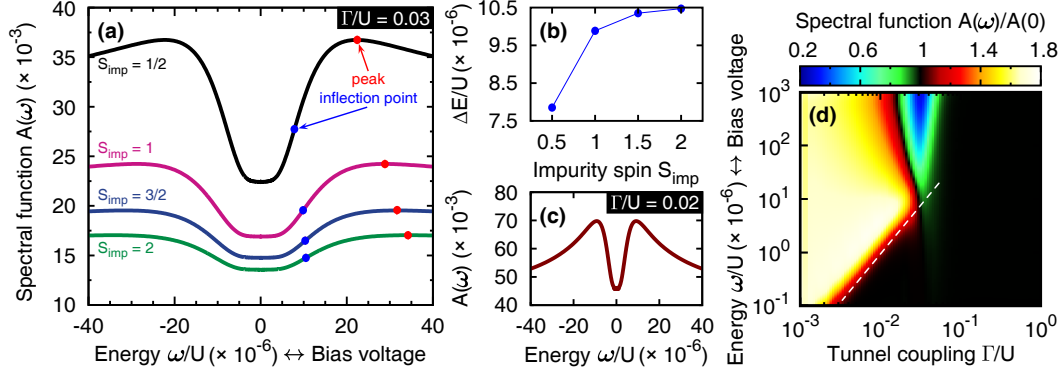 (a)
Γ/U = 0.03
Spectral function A(ω) (× 10⁻³)
40
35
30
25
20
15
10
S_imp = 1/2
peak
inflection point
S_imp = 1
S_imp = 3/2
S_imp = 2
-40 -20 0 20 40
Energy ω/U (× 10⁻⁶) ↔ Bias voltage
(b)
ΔE/U (× 10⁻⁶)
10.5
9.5
8.5
7.5
0.5 1 1.5 2
Impurity spin S_imp
(c)
Γ/U = 0.02
A(ω) (× 10⁻³)
80
70
60
50
40
-40 -20 0 20 40
Energy ω/U (× 10⁻⁶)
Spectral function A(ω)/A(0)
0.2 0.6 1 1.4 1.8
(d)
Energy ω/U (× 10⁻⁶) ↔ Bias voltage
10³
10²
10¹
10⁰
10⁻¹
10⁻³ 10⁻² 10⁻¹ 10⁰
Tunnel coupling Γ/U